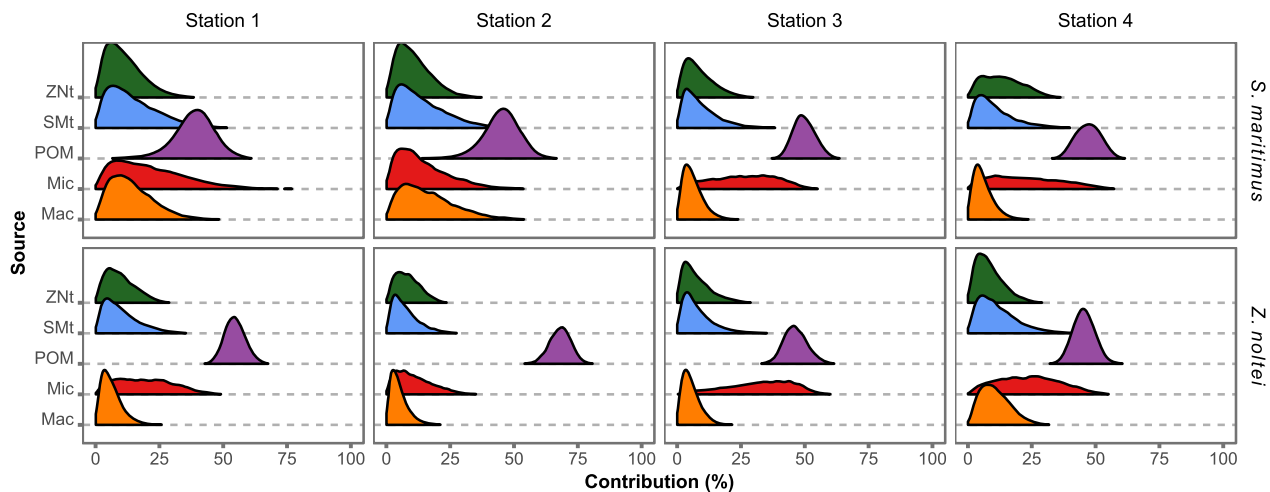 Station 1
Station 2
Station 3
Station 4
ZNt
SMt
POM
Mic
Mac
S. maritimus
ZNt
SMt
POM
Mic
Mac
Z. noltei
Source
0 25 50 75 100
0 25 50 75 100
0 25 50 75 100
0 25 50 75 100
Contribution (%)